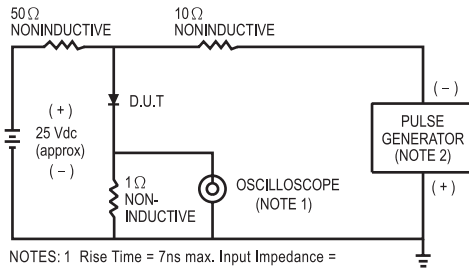 50Ω
NONINDUCTIVE
10Ω
NONINDUCTIVE
D.U.T
(+)
25 Vdc
(approx)
(−)
1Ω
NON-
INDUCTIVE
OSCILLOSCOPE
(NOTE 1)
(−)
PULSE
GENERATOR
(NOTE 2)
(+)
NOTES: 1 Rise Time = 7ns max. Input Impedance =